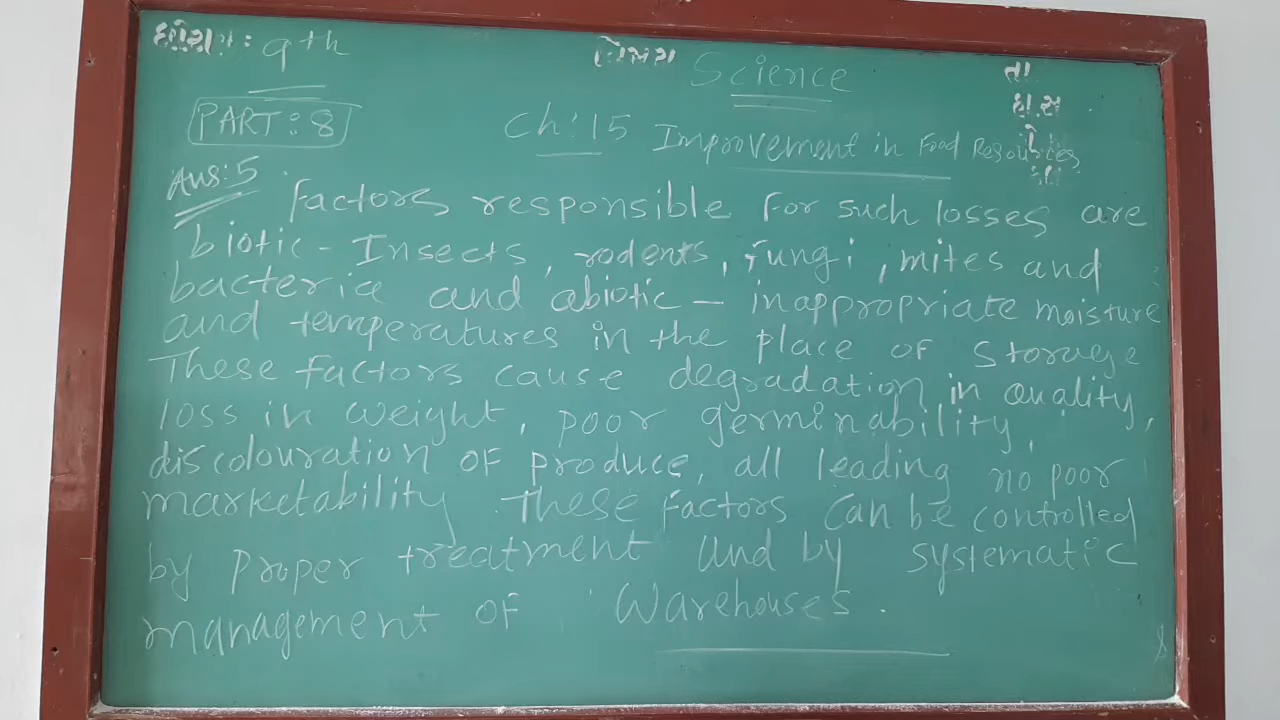 ધોરણ : 9th
વિષય Science
તા
PART:8
Ch:15 Improvement in Food Resources
Ans:5
Factors responsible for such losses are
biotic - Insects, rodents, fungi, mites and
bacteria and abiotic - inappropriate moisture
and temperatures in the place of storage
These factors cause degradation in quality,
loss in weight, poor germinability,
discolouration of produce, all leading no poor
marketability. These factors can be controlled
by proper treatment and by systematic
management of Warehouses.